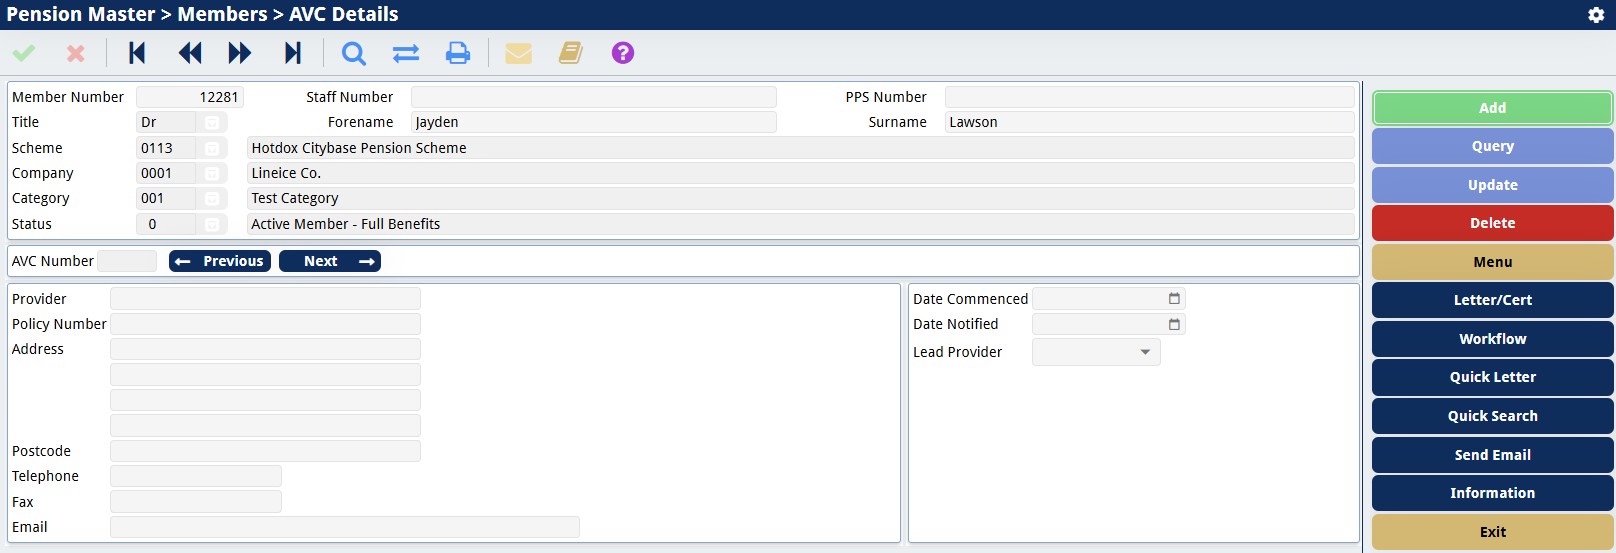 Pension Master > Members > AVC Details
?
Member Number 12281 Staff Number PPS Number
Title Dr Forename Jayden Surname Lawson
Scheme 0113 Hotdox Citybase Pension Scheme
Company 0001 Lineice Co.
Category 001 Test Category
Status 0 Active Member - Full Benefits
AVC Number Previous Next
Provider
Policy Number
Address
Postcode
Telephone
Fax
Email
Date Commenced
Date Notified
Lead Provider
Add
Query
Update
Delete
Menu
Letter/Cert
Workflow
Quick Letter
Quick Search
Send Email
Information
Exit